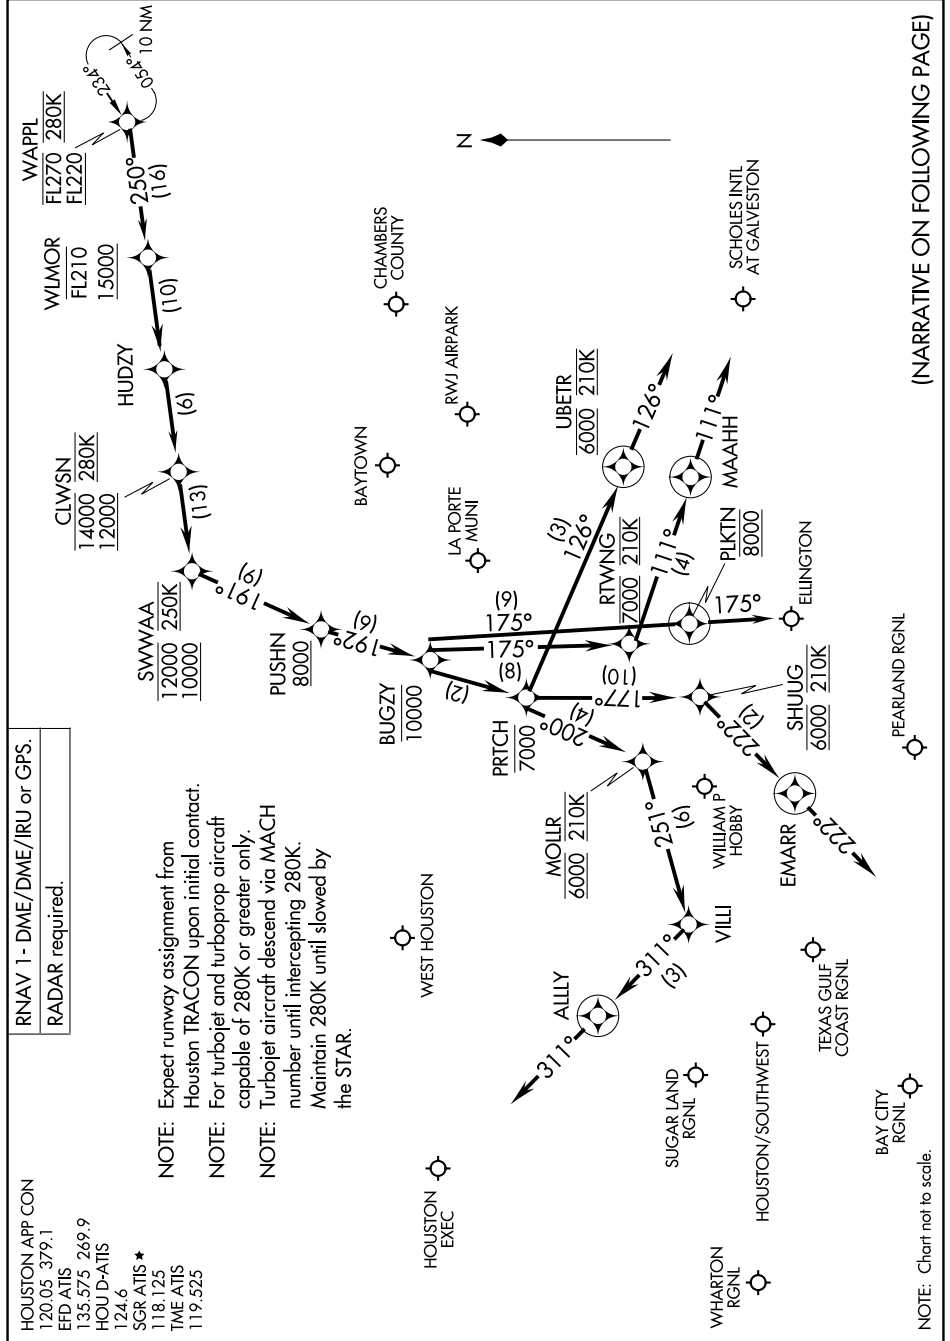 HOUSTON APP CON
120.05 379.1
EFD ATIS
135.575 269.9
HOU D-ATIS
124.6
SGR ATIS ★
118.125
TME ATIS
119.525
RNAV 1 - DME/DME/IRU or GPS.
RADAR required.
NOTE: Expect runway assignment from
Houston TRACON upon initial contact.
NOTE: For turbojet and turboprop aircraft
capable of 280K or greater only.
NOTE: Turbojet aircraft descend via MACH
number until intercepting 280K.
Maintain 280K until slowed by
the STAR.
WAPPL
FL270 280K
FL220
234°
054°
10 NM
250°
(16)
WLMOR
FL210
15000
(10)
HUDZY
(6)
CLWSN
14000 280K
12000
(13)
SWWAA
12000 250K
10000
191°
(9)
PUSHN
8000
192°
(6)
BUGZY
10000
(2)
175°
(8)
175°
(9)
PRTCH
7000
200°
(4)
177°
(10)
126°
(3)
UBETR
6000 210K
126°
RTWNG
7000 210K
111°
(4)
MAAHH
111°
PLKTN
8000
175°
SHUUG
6000 210K
222°
(2)
EMARR
222°
MOLLR
6000 210K
251°
(6)
VILLI
311°
(3)
ALLLY
311°
N
CHAMBERS
COUNTY
RWJ AIRPARK
BAYTOWN
LA PORTE
MUNI
SCHOLES INTL
AT GALVESTON
ELLINGTON
PEARLAND RGNL
WILLIAM P
HOBBY
WEST HOUSTON
TEXAS GULF
COAST RGNL
SUGAR LAND
RGNL
HOUSTON/SOUTHWEST
BAY CITY
RGNL
HOUSTON
EXEC
WHARTON
RGNL
NOTE: Chart not to scale.
(NARRATIVE ON FOLLOWING PAGE)